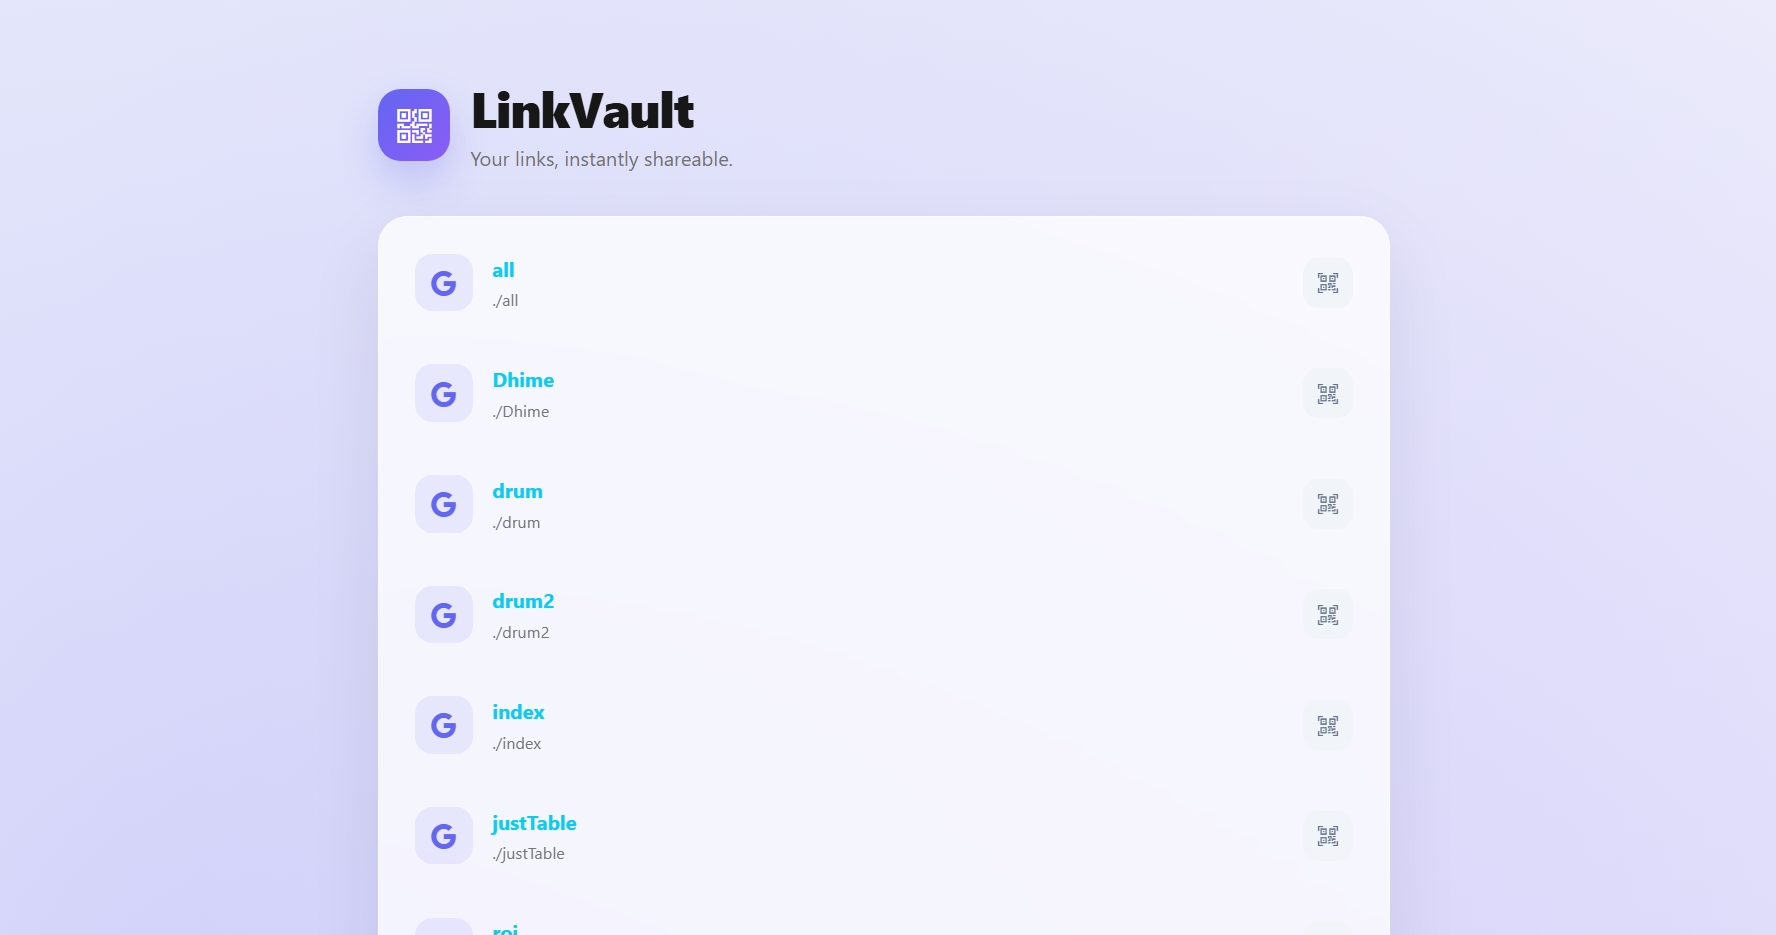 LinkVault
Your links, instantly shareable.
all
./all
Dhime
./Dhime
drum
./drum
drum2
./drum2
index
./index
justTable
./justTable